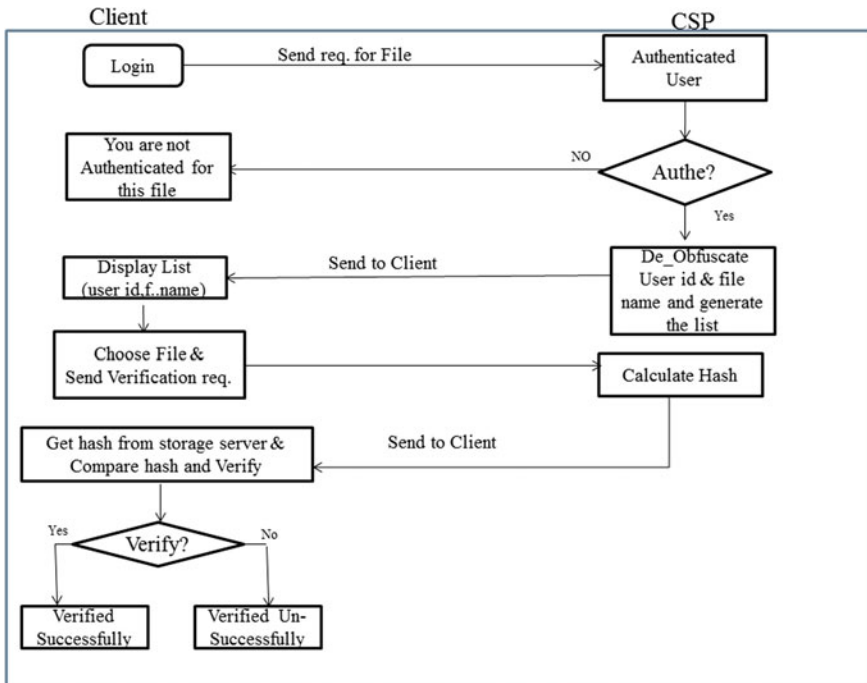 Client
CSP
Login
Send req. for File
Authenticated
User
You are not
Authenticated for
this file
NO
Authe?
Yes
Display List
(user id,f..name)
Send to Client
De_Obfuscate
User id & file
name and generate
the list
Choose File &
Send Verification req.
Calculate Hash
Get hash from storage server &
Compare hash and Verify
Send to Client
Yes
Verify?
No
Verified
Successfully
Verified Un-
Successfully